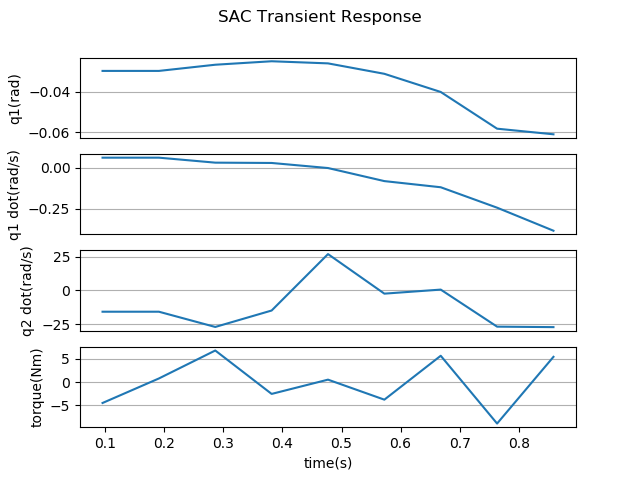 SAC Transient Response
q1(rad)
−0.04
−0.06
q1 dot(rad/s)
0.00
−0.25
q2 dot(rad/s)
25
0
−25
torque(Nm)
5
0
−5
0.1 0.2 0.3 0.4 0.5 0.6 0.7 0.8
time(s)